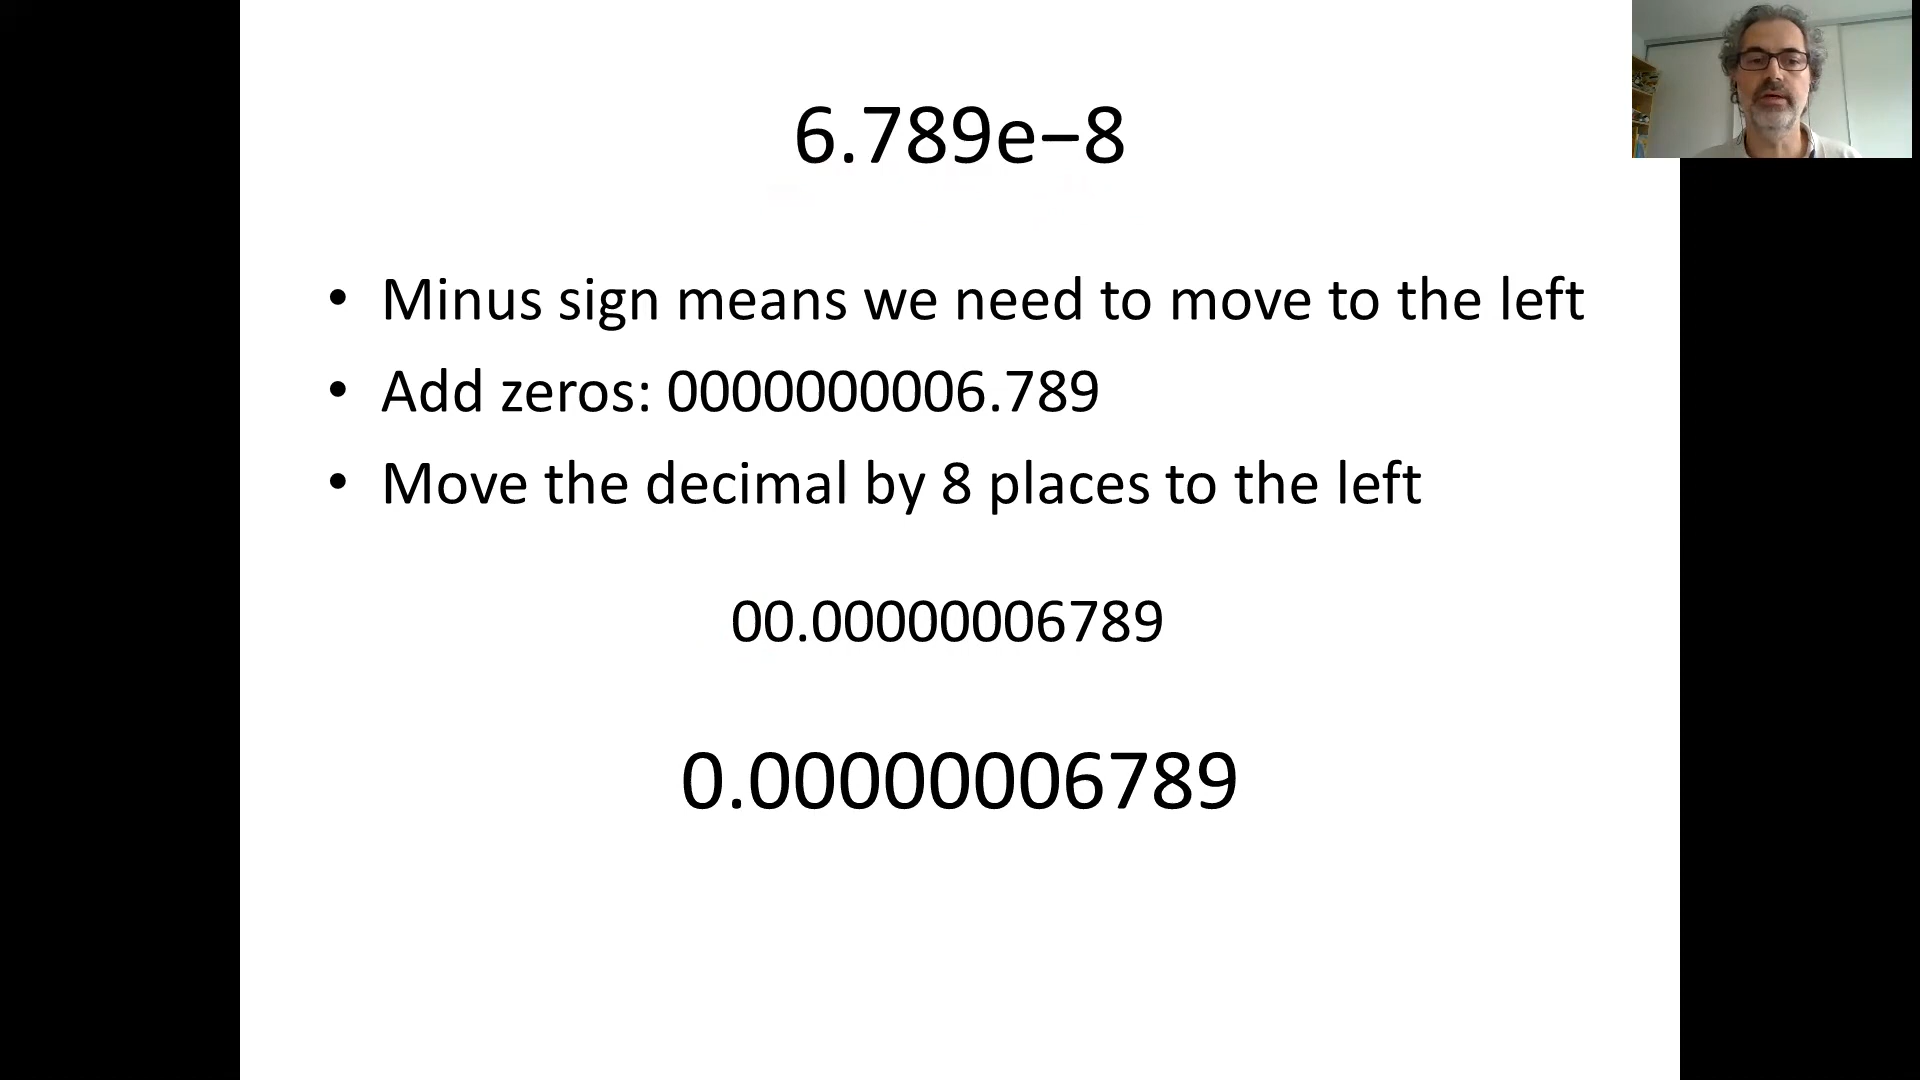 6.789e−8
• Minus sign means we need to move to the left
• Add zeros: 0000000006.789
• Move the decimal by 8 places to the left
00.00000006789
0.00000006789